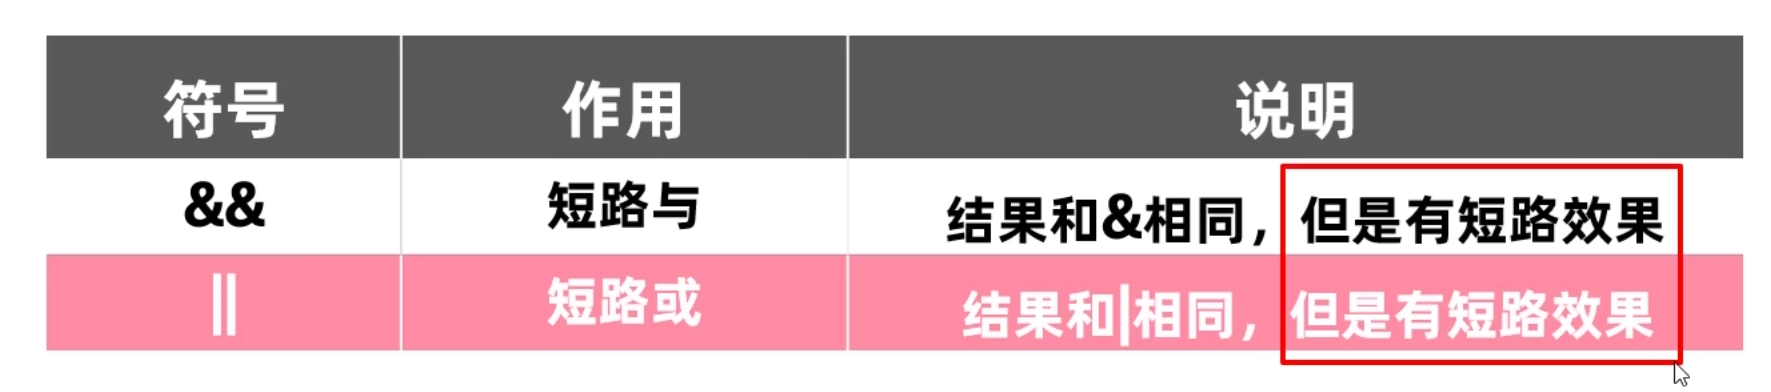 符号 作用 说明
&& 短路与 结果和&相同，但是有短路效果
|| 短路或 结果和|相同，但是有短路效果